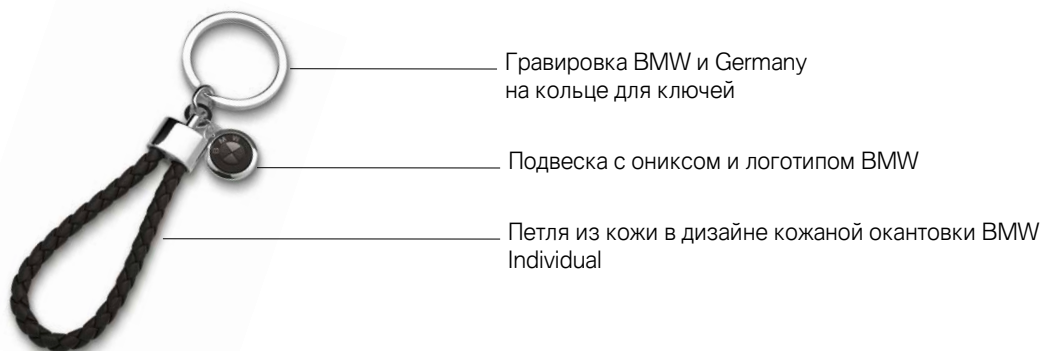 Гравировка BMW и Germany
на кольце для ключей
BMW
Подвеска с ониксом и логотипом BMW
Петля из кожи в дизайне кожаной окантовки BMW
Individual